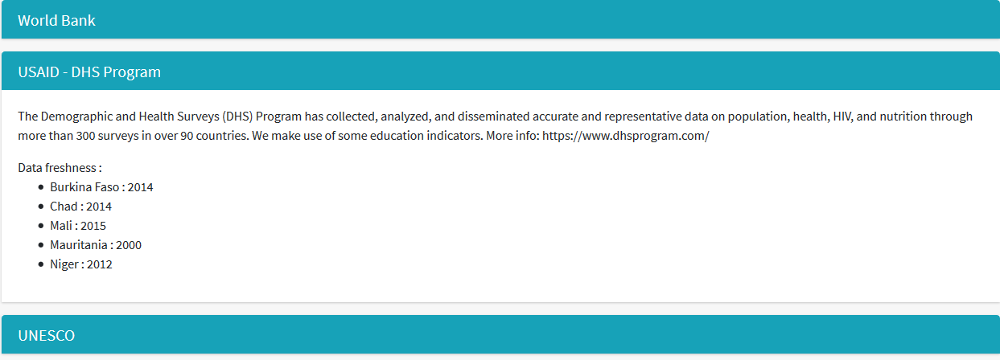 World Bank
USAID - DHS Program
The Demographic and Health Surveys (DHS) Program has collected, analyzed, and disseminated accurate and representative data on population, health, HIV, and nutrition through
more than 300 surveys in over 90 countries. We make use of some education indicators. More info: https://www.dhsprogram.com/
Data freshness :
• Burkina Faso : 2014
• Chad : 2014
• Mali : 2015
• Mauritania : 2000
• Niger : 2012
UNESCO